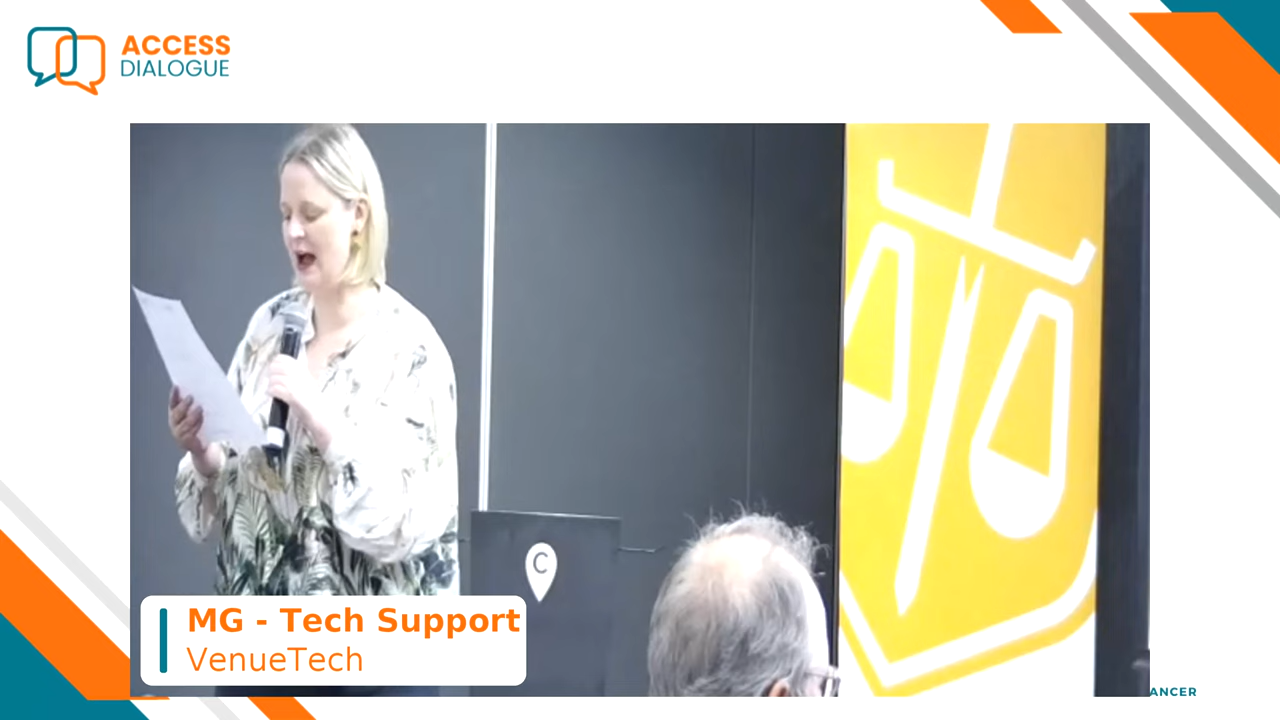 ACCESS
DIALOGUE
C
MG - Tech Support
VenueTech
ANCER